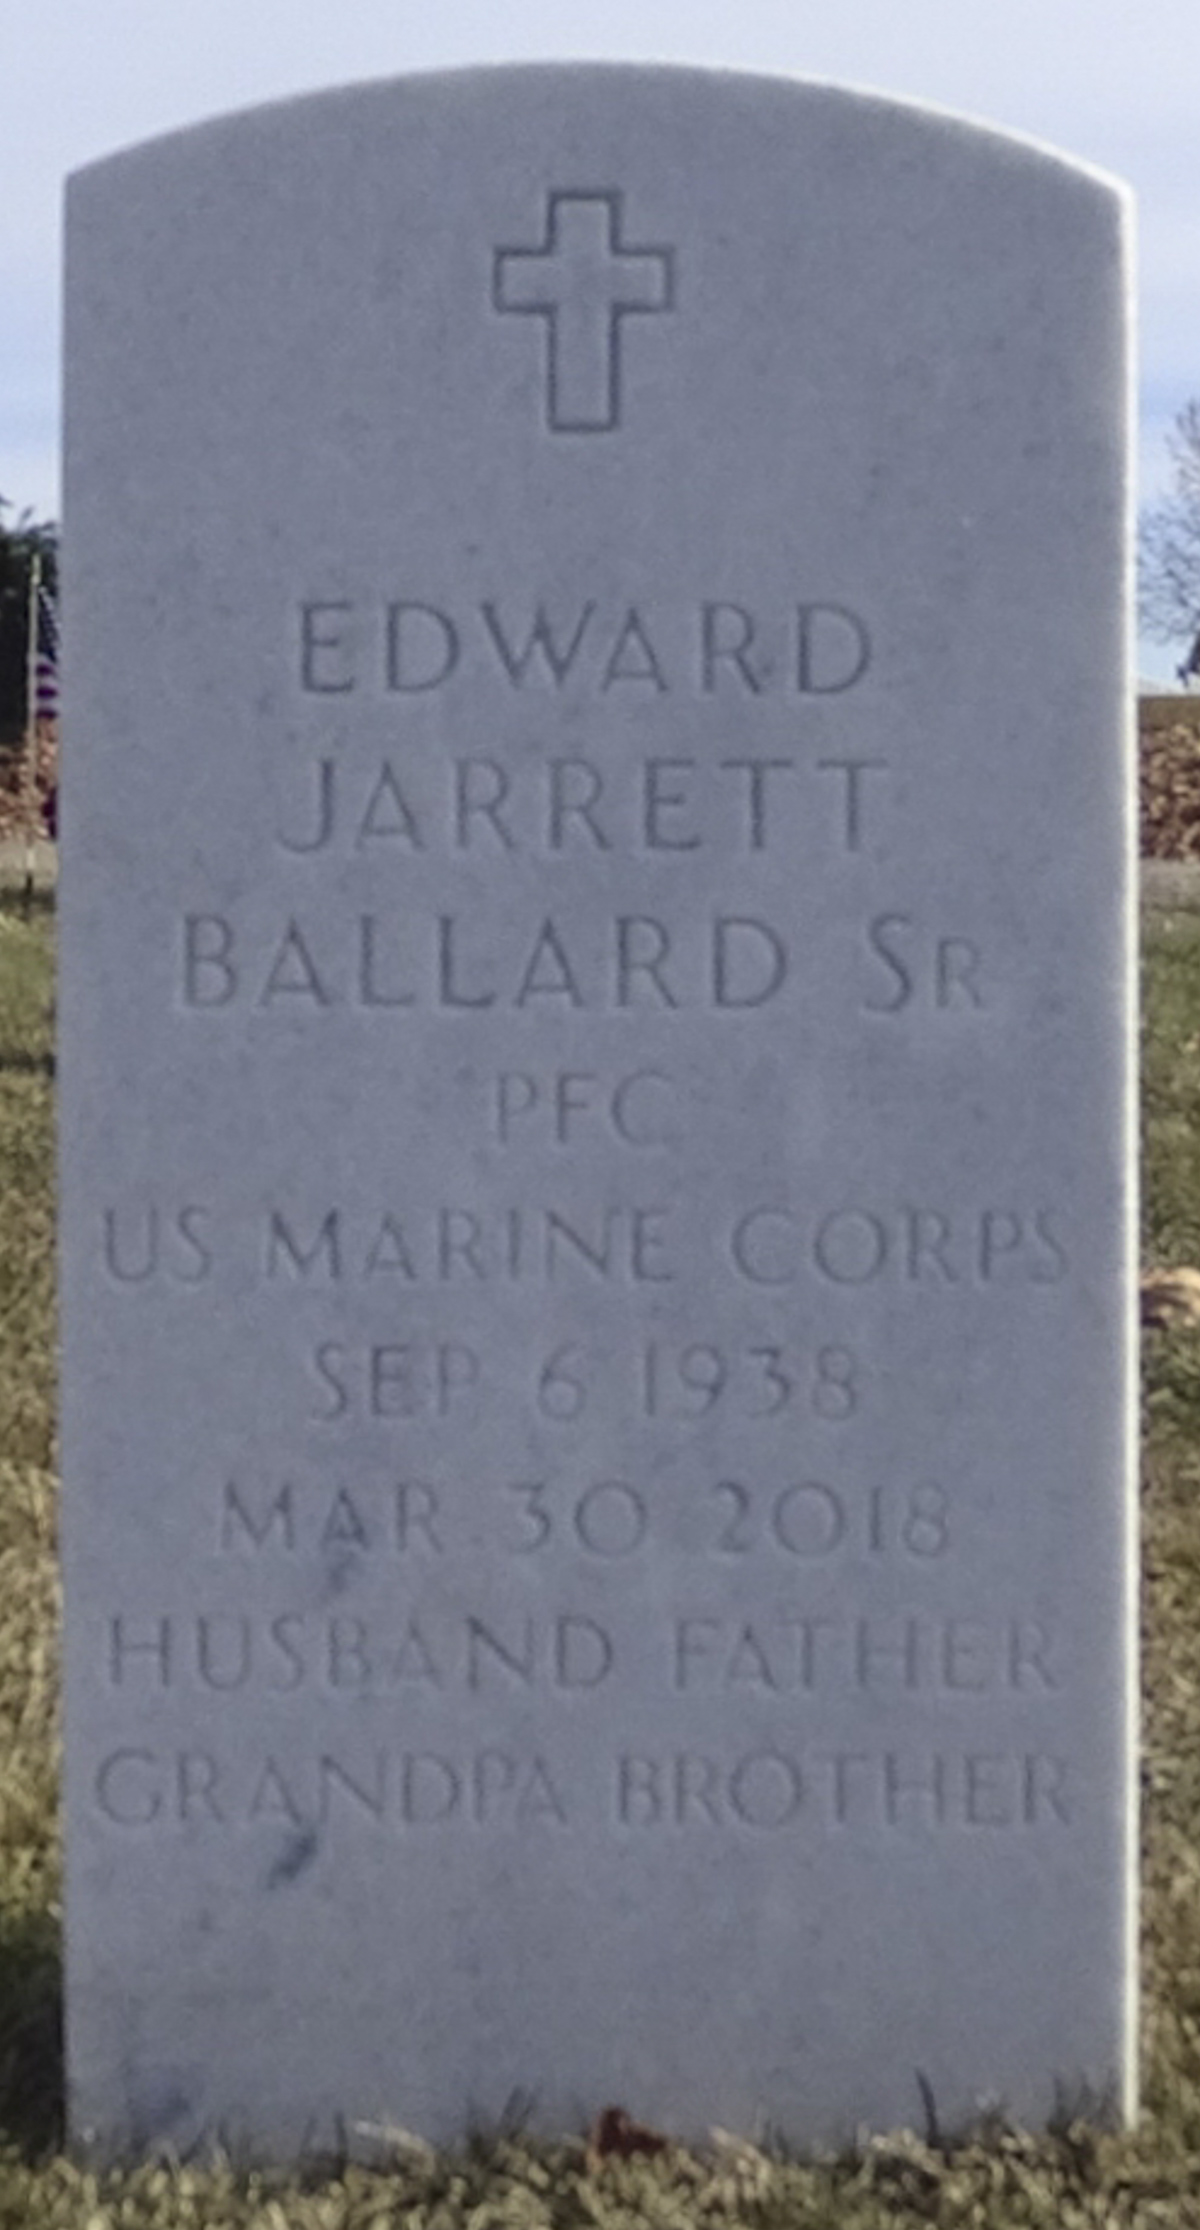 EDWARD
JARRETT
BALLARD SR
PFC
US MARINE CORPS
SEP 6 1938
MAR 30 2018
HUSBAND FATHER
GRANDPA BROTHER